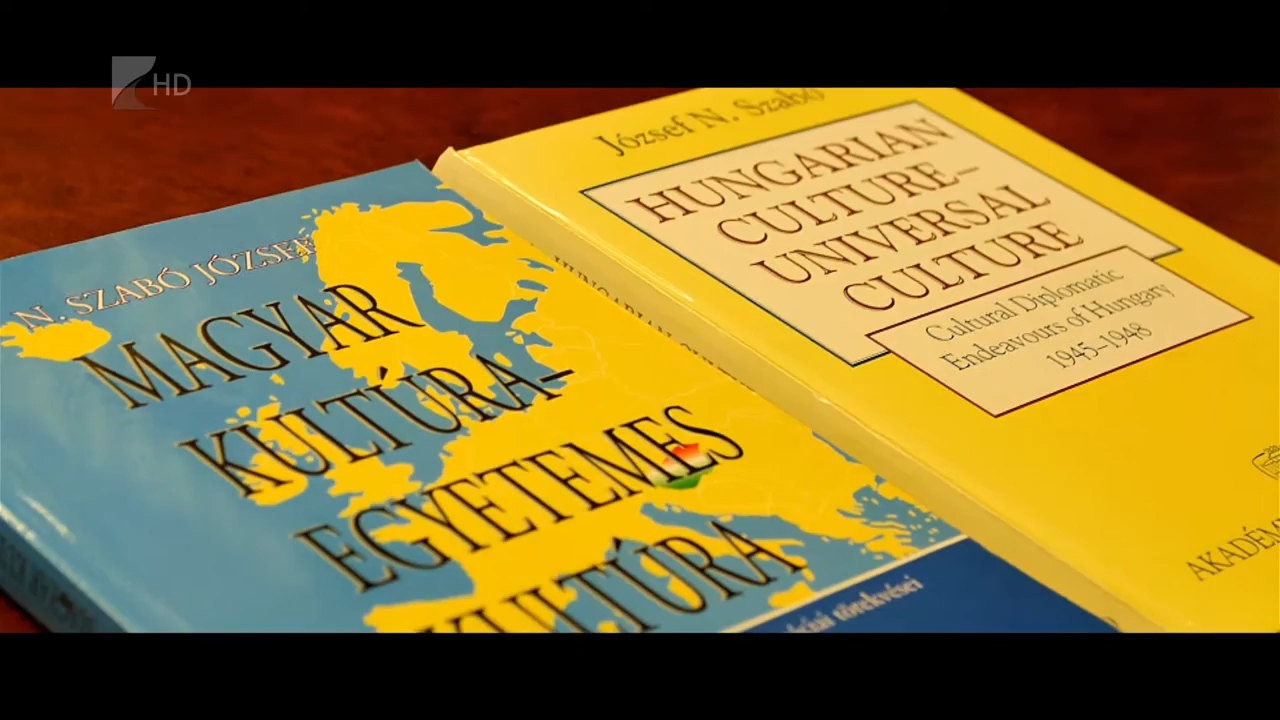 HD
N. SZABÓ JÓZSEF
MAGYAR
KULTÚRA–
EGYETEMES
KULTÚRA
törekvései
József N. Szabó
HUNGARIAN
CULTURE–
UNIVERSAL
CULTURE
Cultural Diplomatic
Endeavours of Hungary
1945–1948